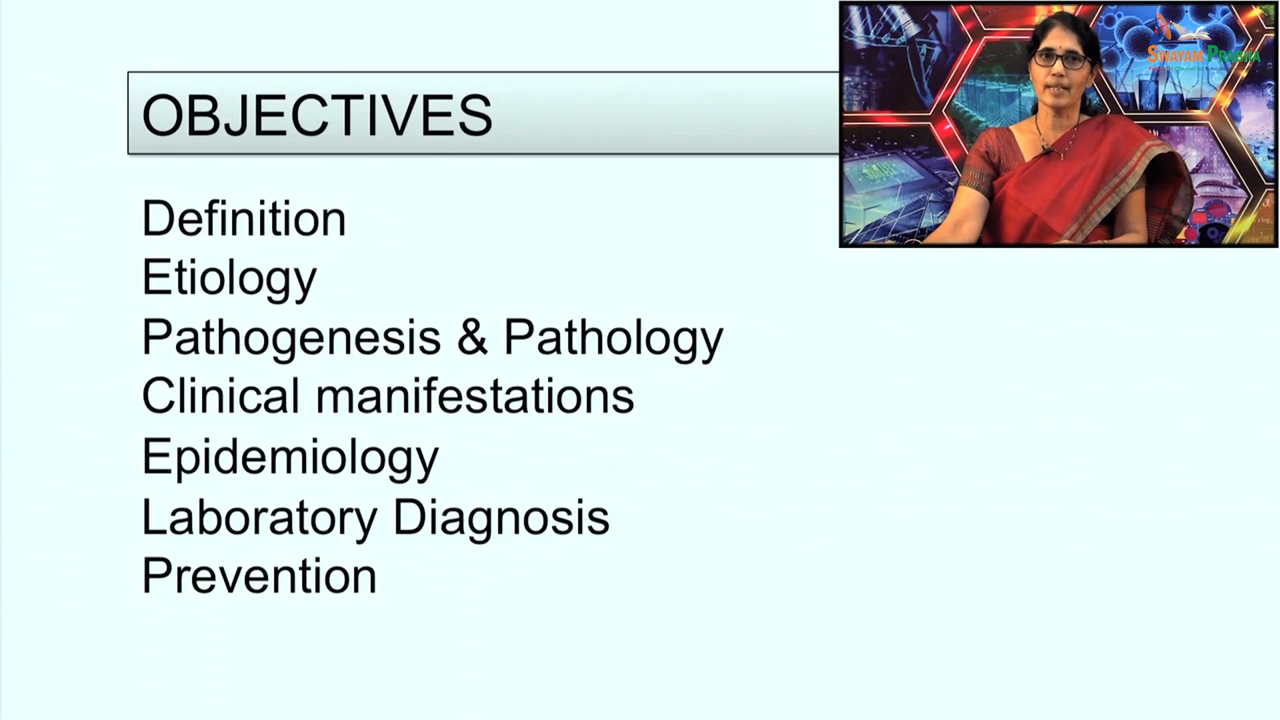 OBJECTIVES
SWAYAM PRABHA
Definition
Etiology
Pathogenesis & Pathology
Clinical manifestations
Epidemiology
Laboratory Diagnosis
Prevention